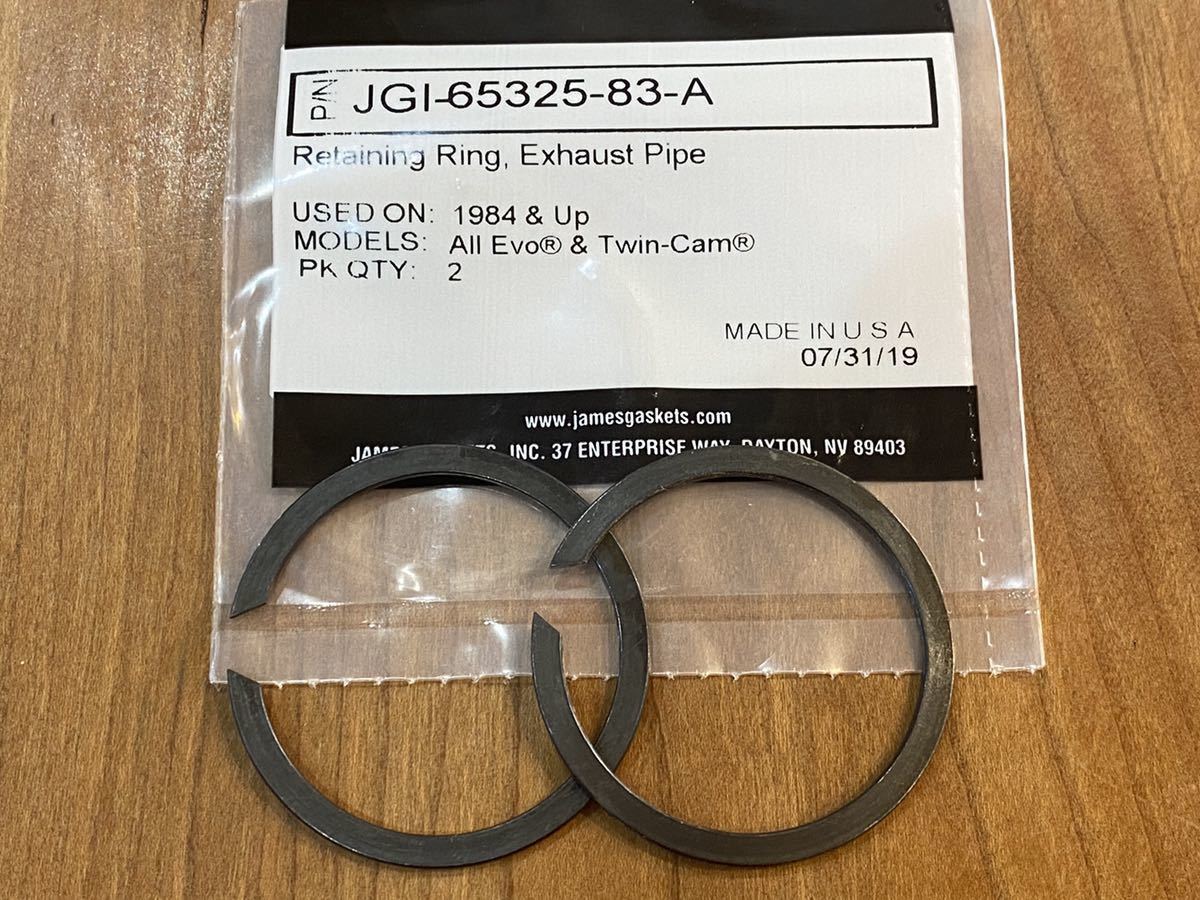 P/N JGI-65325-83-A
Retaining Ring, Exhaust Pipe
USED ON: 1984 & Up
MODELS: All Evo® & Twin-Cam®
PK QTY: 2
MADE IN U S A
07/31/19
www.jamesgaskets.com
INC. 37 ENTERPRISE WAY, DAYTON, NV 89403